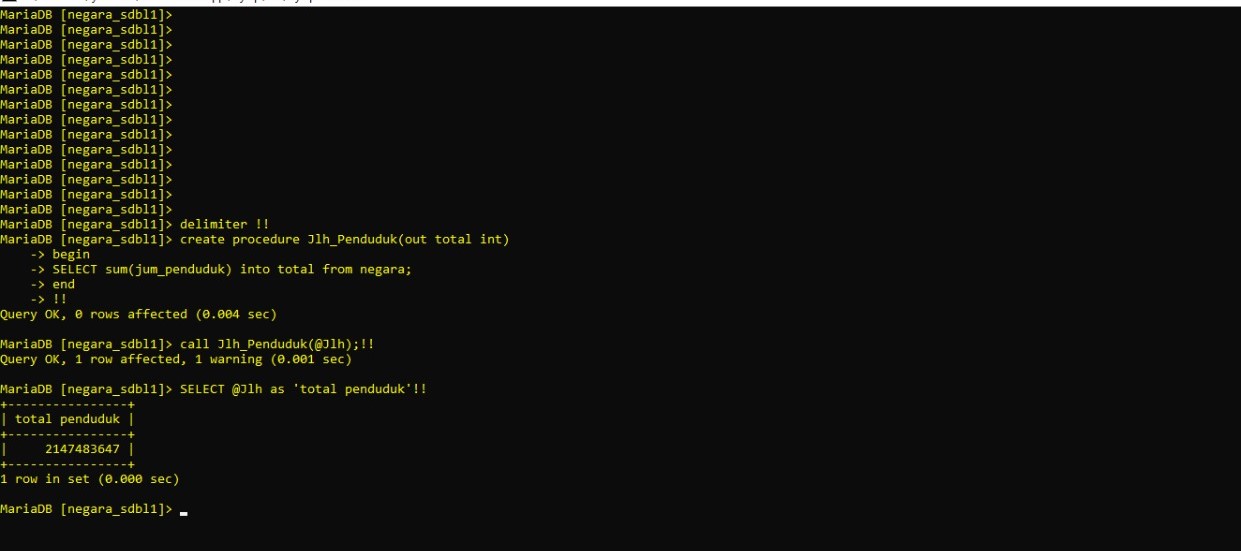 MariaDB [negara_sdbl1]>
MariaDB [negara_sdbl1]>
MariaDB [negara_sdbl1]>
MariaDB [negara_sdbl1]>
MariaDB [negara_sdbl1]>
MariaDB [negara_sdbl1]>
MariaDB [negara_sdbl1]>
MariaDB [negara_sdbl1]>
MariaDB [negara_sdbl1]>
MariaDB [negara_sdbl1]>
MariaDB [negara_sdbl1]>
MariaDB [negara_sdbl1]>
MariaDB [negara_sdbl1]>
MariaDB [negara_sdbl1]>
MariaDB [negara_sdbl1]> delimiter !!
MariaDB [negara_sdbl1]> create procedure Jlh_Penduduk(out total int)
    -> begin
    -> SELECT sum(jum_penduduk) into total from negara;
    -> end
    -> !!
Query OK, 0 rows affected (0.004 sec)

MariaDB [negara_sdbl1]> call Jlh_Penduduk(@Jlh);!!
Query OK, 1 row affected, 1 warning (0.001 sec)

MariaDB [negara_sdbl1]> SELECT @Jlh as 'total penduduk'!!
+----------------+
| total penduduk |
+----------------+
|     2147483647 |
+----------------+
1 row in set (0.000 sec)

MariaDB [negara_sdbl1]>